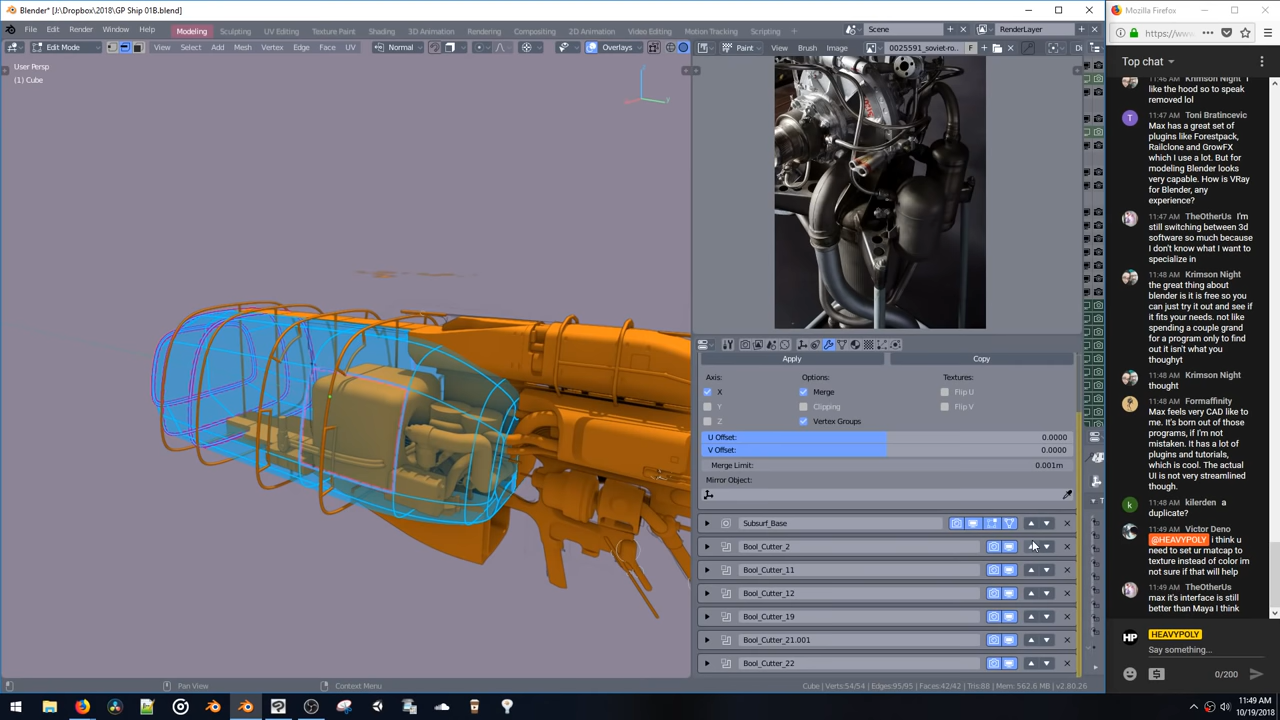 Blender* [J:\Dropbox\2018\GP Ship 01B.blend]
File Edit Render Window Help Modeling Sculpting UV Editing Texture Paint Shading 3D Animation Rendering Compositing 2D Animation Video Editing Motion Tracking Scripting Scene RenderLayer
Edit Mode View Select Add Mesh Vertex Edge Face UV Normal Overlays
Paint View Brush Image 0025591_soviet-ro.. F
User Persp
(1) Cube
Apply Copy
Axis: Options: Textures:
X Merge Flip U
Y Clipping Flip V
Z Vertex Groups
U Offset: 0.0000
V Offset: 0.0000
Merge Limit: 0.001m
Mirror Object:
Subsurf_Base
Bool_Cutter_2
Bool_Cutter_11
Bool_Cutter_12
Bool_Cutter_19
Bool_Cutter_21.001
Bool_Cutter_22
Pan View Context Menu
Cube | Verts:54/54 | Edges:95/95 | Faces:42/42 | Tris:88 | Mem: 562.6 MB | v2.80.26
Mozilla Firefox
https://www
Top chat
11:46 AM Krimson Night I
like the hood so to speak
removed lol
11:47 AM
Toni Bratincevic
Max has a great set of
plugins like Forestpack,
Railclone and GrowFX
which I use a lot. But for
modeling Blender looks
very capable. How is VRay
for Blender, any
experience?
11:47 AM TheOtherUs I'm
still switching between 3d
software so much because
I don't know what I want to
specialize in
11:48 AM Krimson Night
the great thing about
blender is it is free so you
can just try it out and see if
it fits your needs. not like
spending a couple grand
for a program only to find
out it isn't what you
thoughyt
11:48 AM Krimson Night
thought
11:48 AM Formaffinity
Max feels very CAD like to
me. It's born out of those
programs, if I'm not
mistaken. It has a lot of
plugins and tutorials,
which is cool. The actual
UI is not very streamlined
though.
11:48 AM kilerden a
duplicate?
11:49 AM Victor Deno
@HEAVYPOLY i think u
need to set ur matcap to
texture instead of color im
not sure if that will help
11:49 AM TheOtherUs
max it's interface is still
better than Maya I think
HP HEAVYPOLY
Say something...
0/200
11:49 AM
10/19/2018